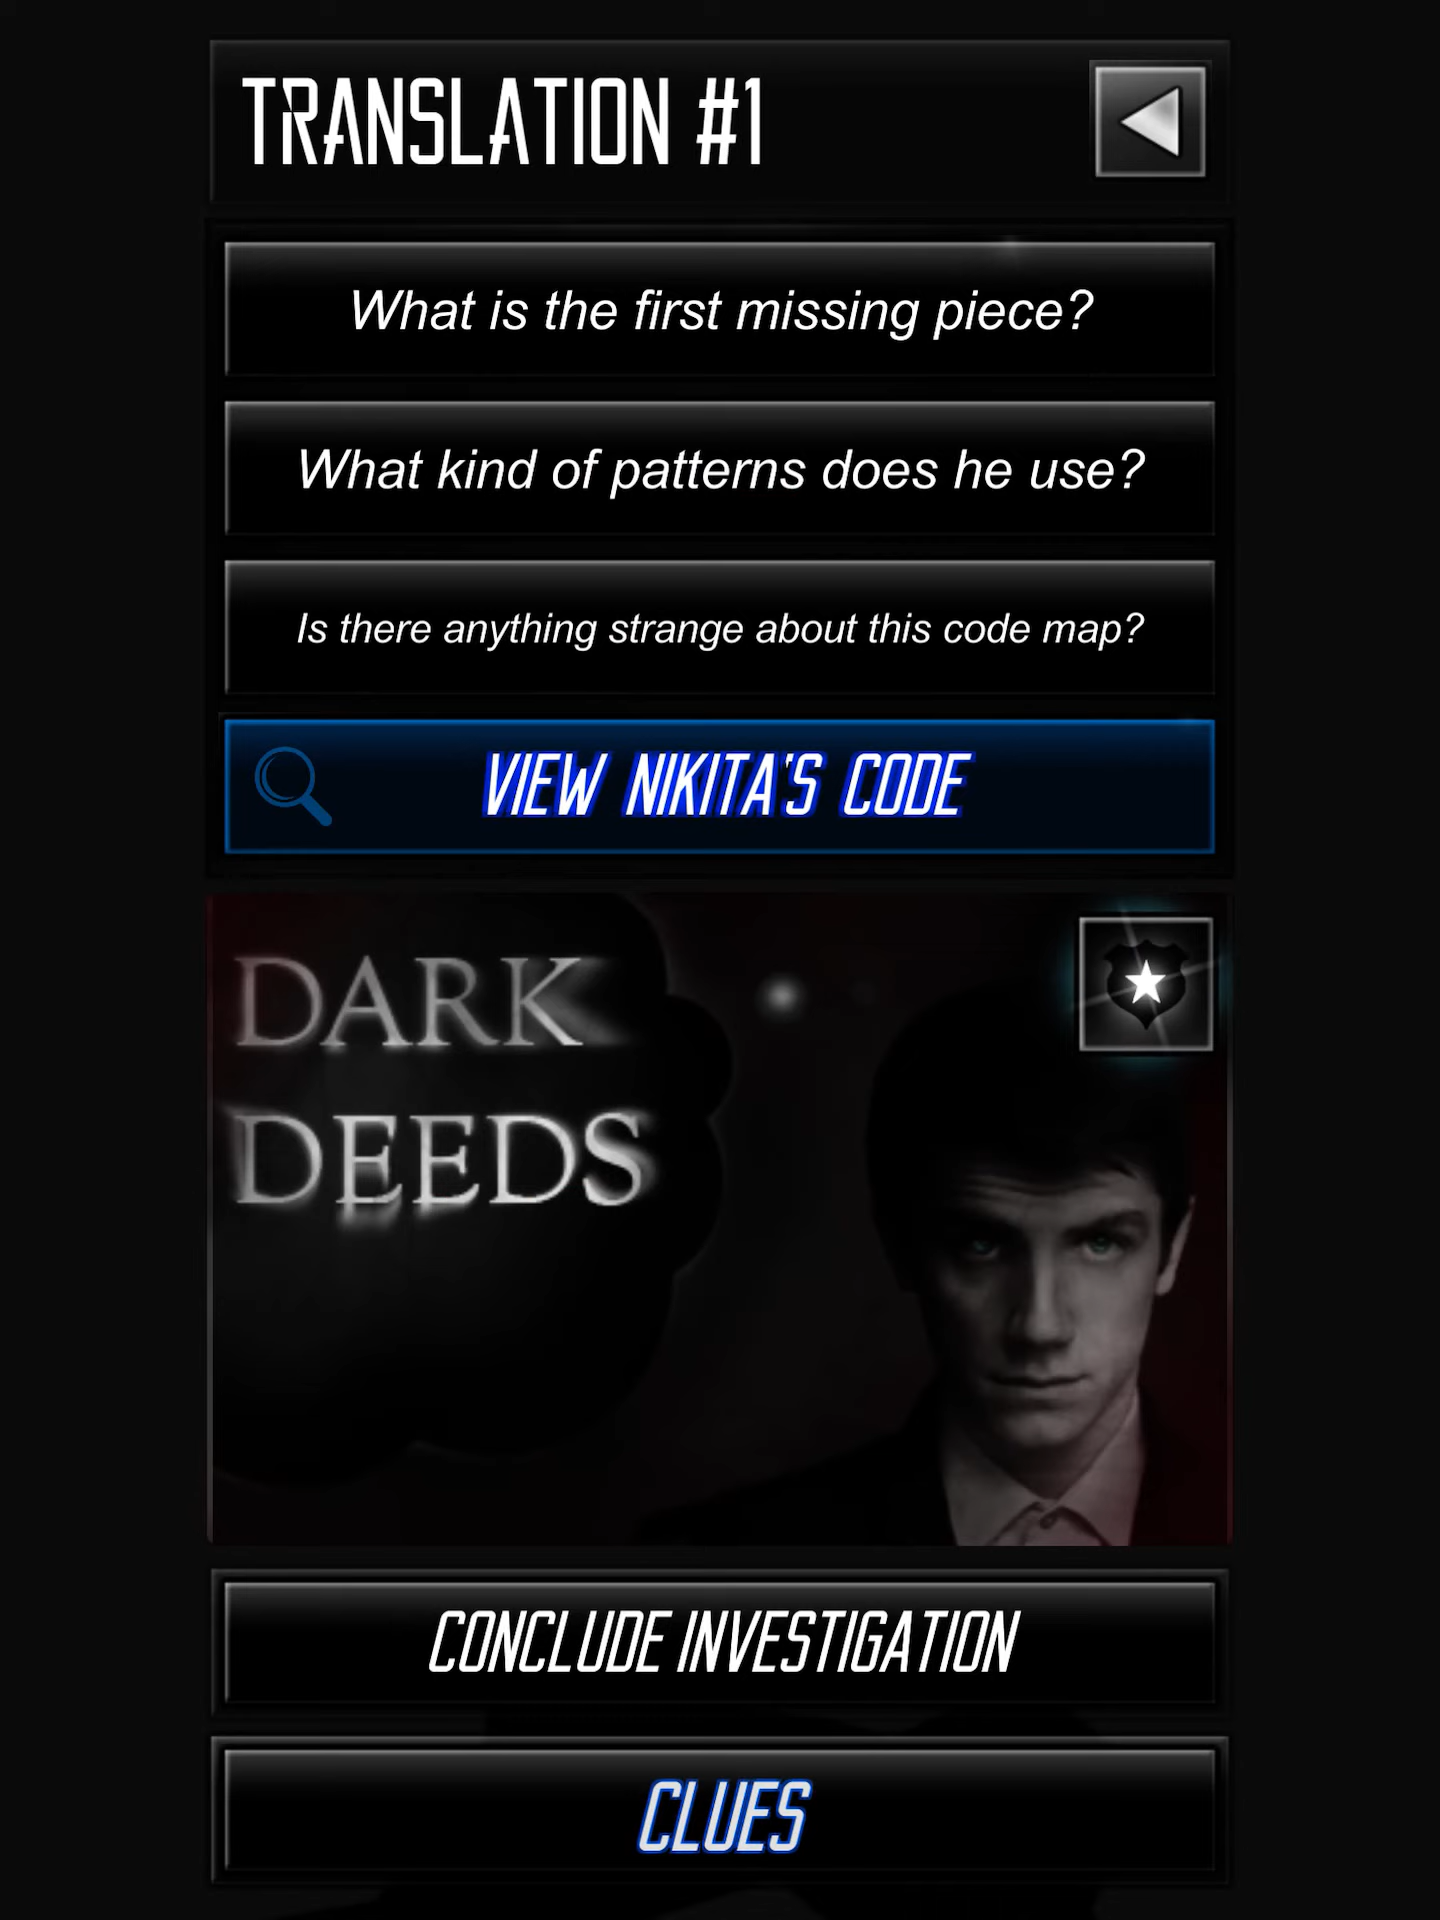 TRANSLATION #1
What is the first missing piece?
What kind of patterns does he use?
Is there anything strange about this code map?
VIEW NIKITA'S CODE
DARK
DEEDS
CONCLUDE INVESTIGATION
CLUES